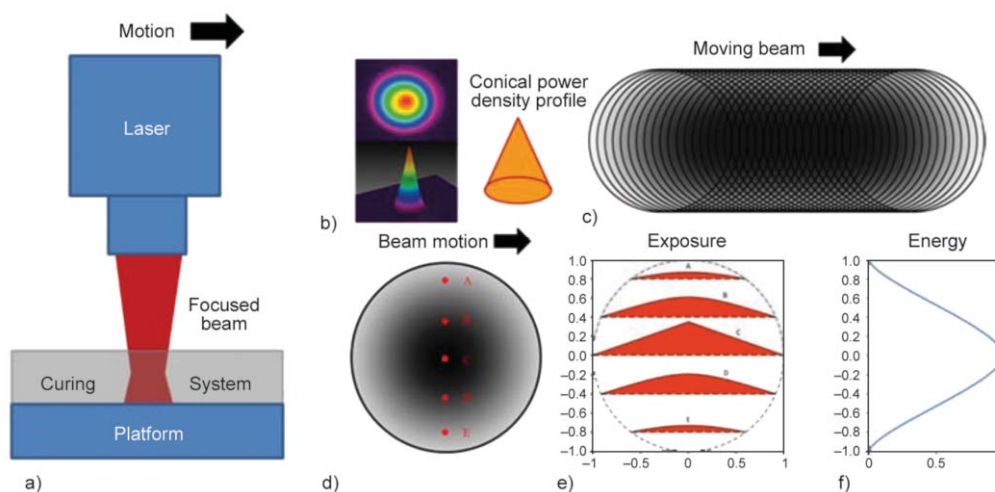 Motion
Laser
Focused
beam
Curing System
Platform
a)
Conical power
density profile
b)
Moving beam
c)
Beam motion
A
B
C
D
E
d)
Exposure
1.0
0.8
0.6
0.4
0.2
0.0
-0.2
-0.4
-0.6
-0.8
-1.0
A
B
C
D
E
-1 -0.5 0 0.5 1
e)
Energy
1.0
0.8
0.6
0.4
0.2
0.0
-0.2
-0.4
-0.6
-0.8
-1.0
0 0.5
f)